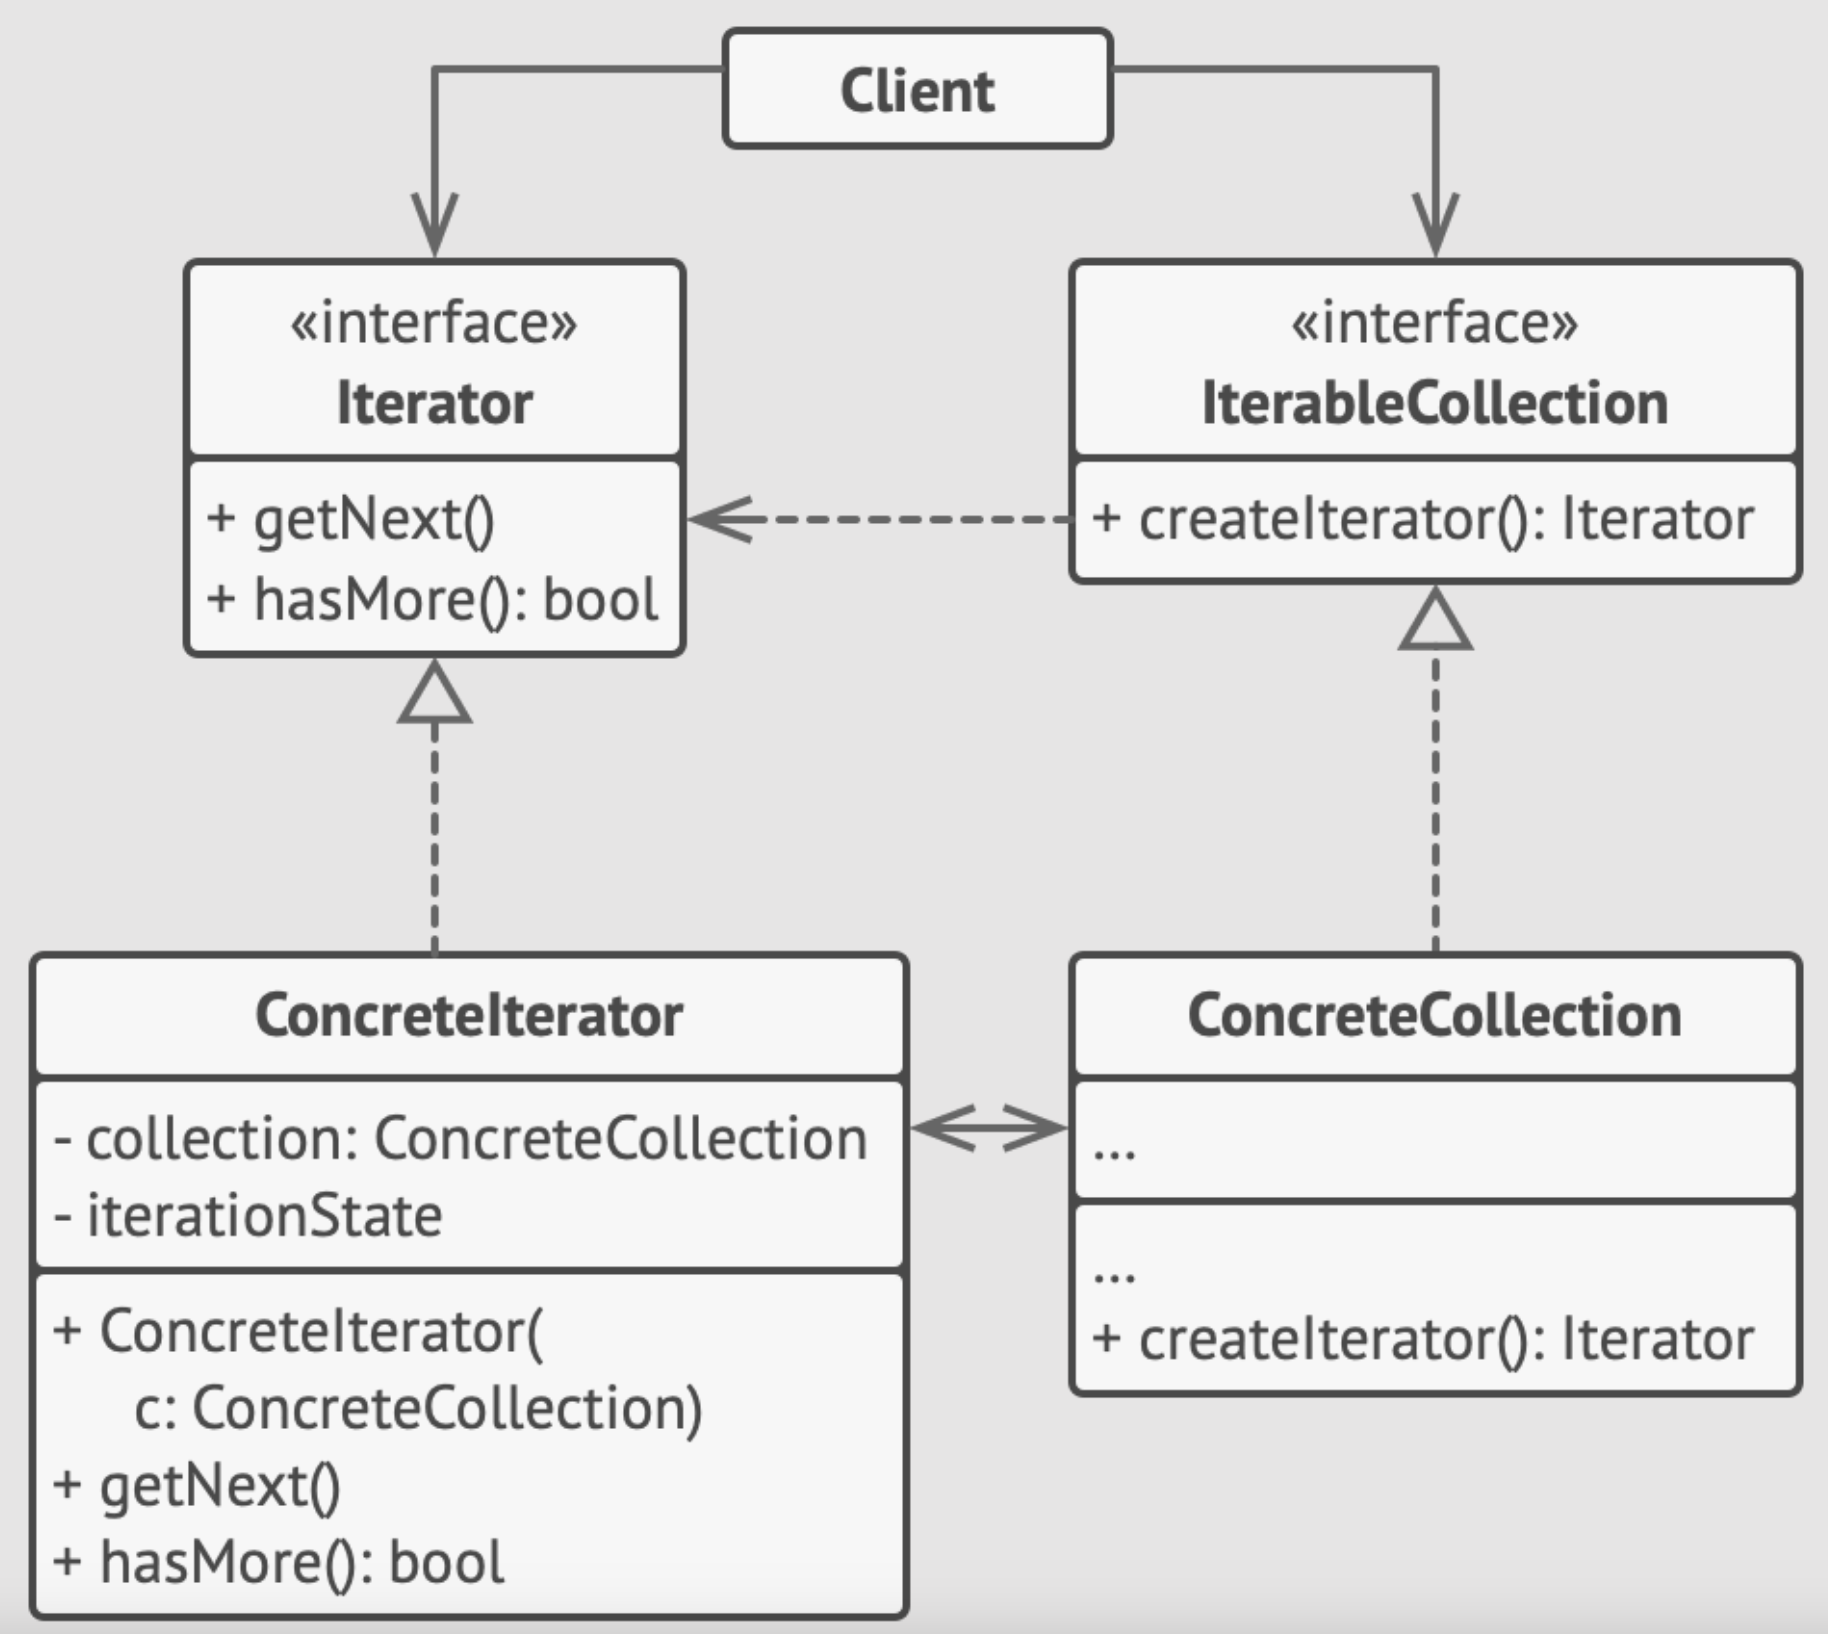 Client
«interface»
Iterator
+ getNext()
+ hasMore(): bool
«interface»
IterableCollection
+ createIterator(): Iterator
ConcreteIterator
- collection: ConcreteCollection
- iterationState
+ ConcreteIterator(
c: ConcreteCollection)
+ getNext()
+ hasMore(): bool
ConcreteCollection
...
...
+ createIterator(): Iterator